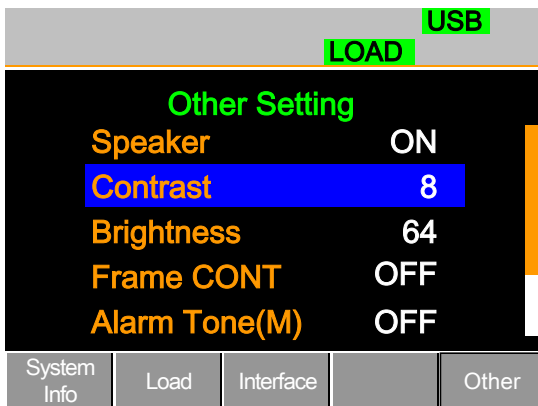 USB
LOAD
Other Setting
Speaker ON
Contrast 8
Brightness 64
Frame CONT OFF
Alarm Tone(M) OFF
System
Info
Load
Interface
Other